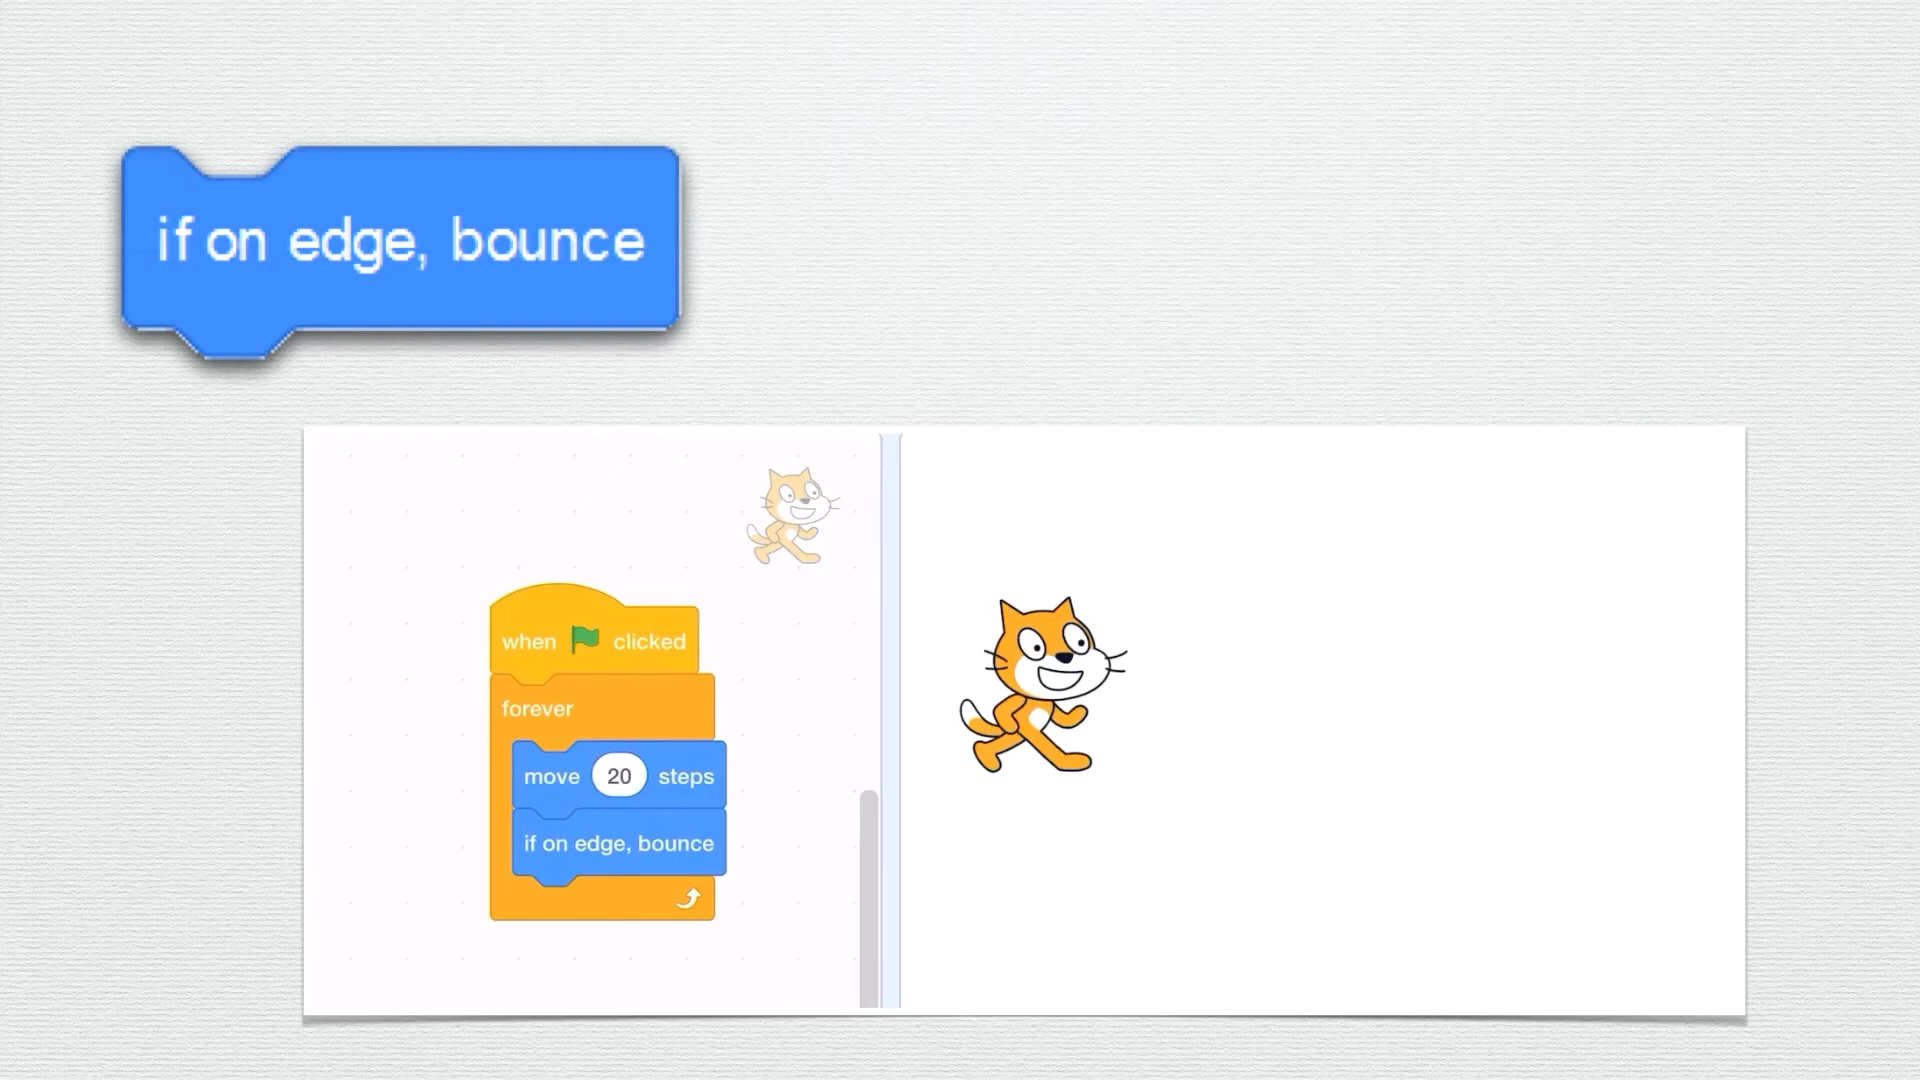 if on edge, bounce
when clicked
forever
move 20 steps
if on edge, bounce